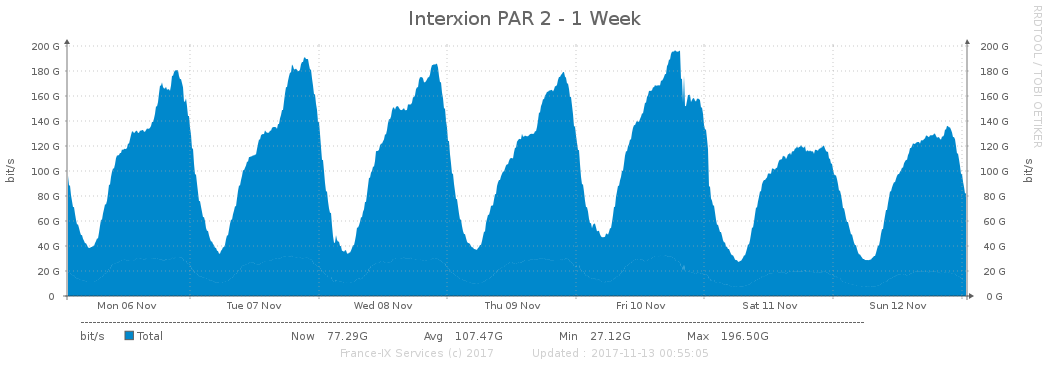 Interxion PAR 2 - 1 Week
RRDTOOL / TOBI OETIKER
bit/s
200 G 200 G
180 G 180 G
160 G 160 G
140 G 140 G
120 G 120 G
100 G 100 G
80 G 80 G
60 G 60 G
40 G 40 G
20 G 20 G
0 0 G
bit/s
Mon 06 Nov Tue 07 Nov Wed 08 Nov Thu 09 Nov Fri 10 Nov Sat 11 Nov Sun 12 Nov
bit/s Total Now 77.29G Avg 107.47G Min 27.12G Max 196.50G
France-IX Services (c) 2017 Updated : 2017-11-13 00:55:05